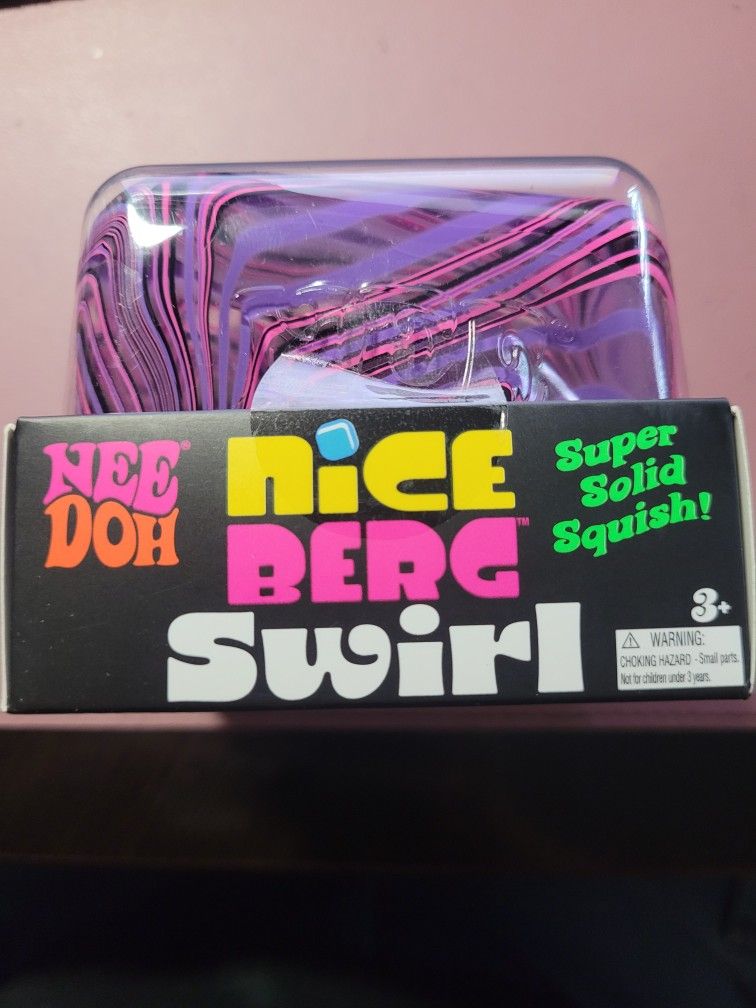 NEE
DOH®
NICE
BERG™
Swirl
Super
Solid
Squish!
3+
⚠ WARNING:
CHOKING HAZARD - Small parts.
Not for children under 3 years.